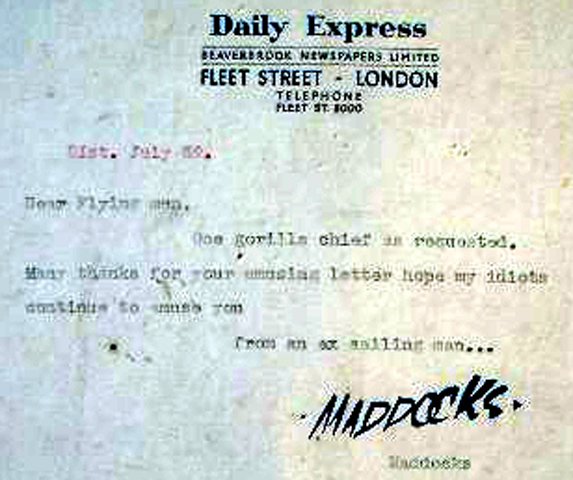 Daily Express
BEAVERBROOK NEWSPAPERS LIMITED
FLEET STREET - LONDON
TELEPHONE
FLEET ST. 8000
31st. July 59.
Dear Flying man,
One gorilla chief as requested.
Many thanks for your amusing letter hope my idiots
continue to amuse you
from an ex sailing man...
MADDOCKS.
Maddocks